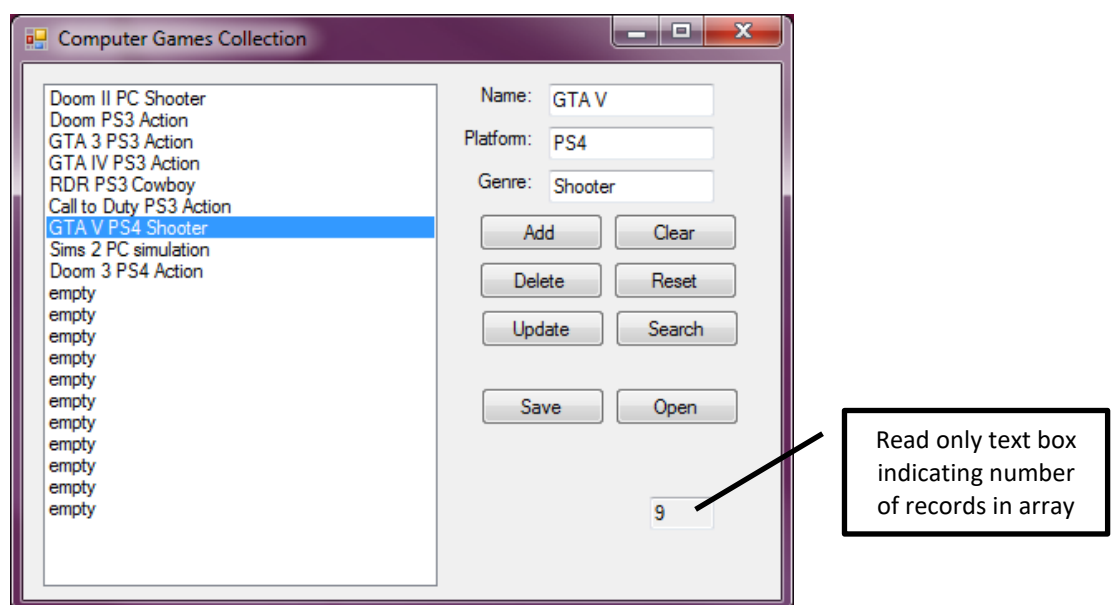 Computer Games Collection
Doom II PC Shooter
Doom PS3 Action
GTA 3 PS3 Action
GTA IV PS3 Action
RDR PS3 Cowboy
Call to Duty PS3 Action
GTA V PS4 Shooter
Sims 2 PC simulation
Doom 3 PS4 Action
empty
empty
empty
empty
empty
empty
empty
empty
empty
empty
empty
Name: GTA V
Platform: PS4
Genre: Shooter
Add Clear
Delete Reset
Update Search
Save Open
9
Read only text box
indicating number
of records in array